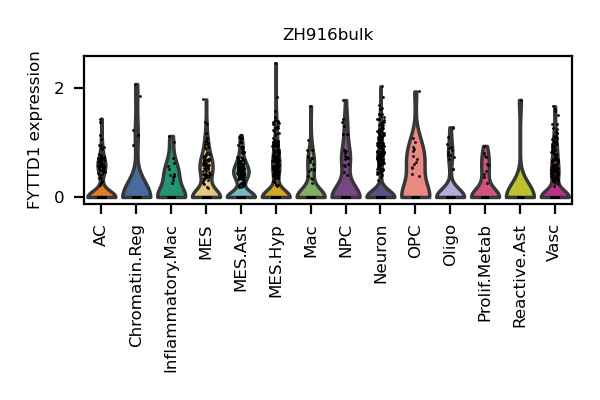 ZH916bulk
FYTTD1 expression
2
0
AC
Chromatin.Reg
Inflammatory.Mac
MES
MES.Ast
MES.Hyp
Mac
NPC
Neuron
OPC
Oligo
Prolif.Metab
Reactive.Ast
Vasc